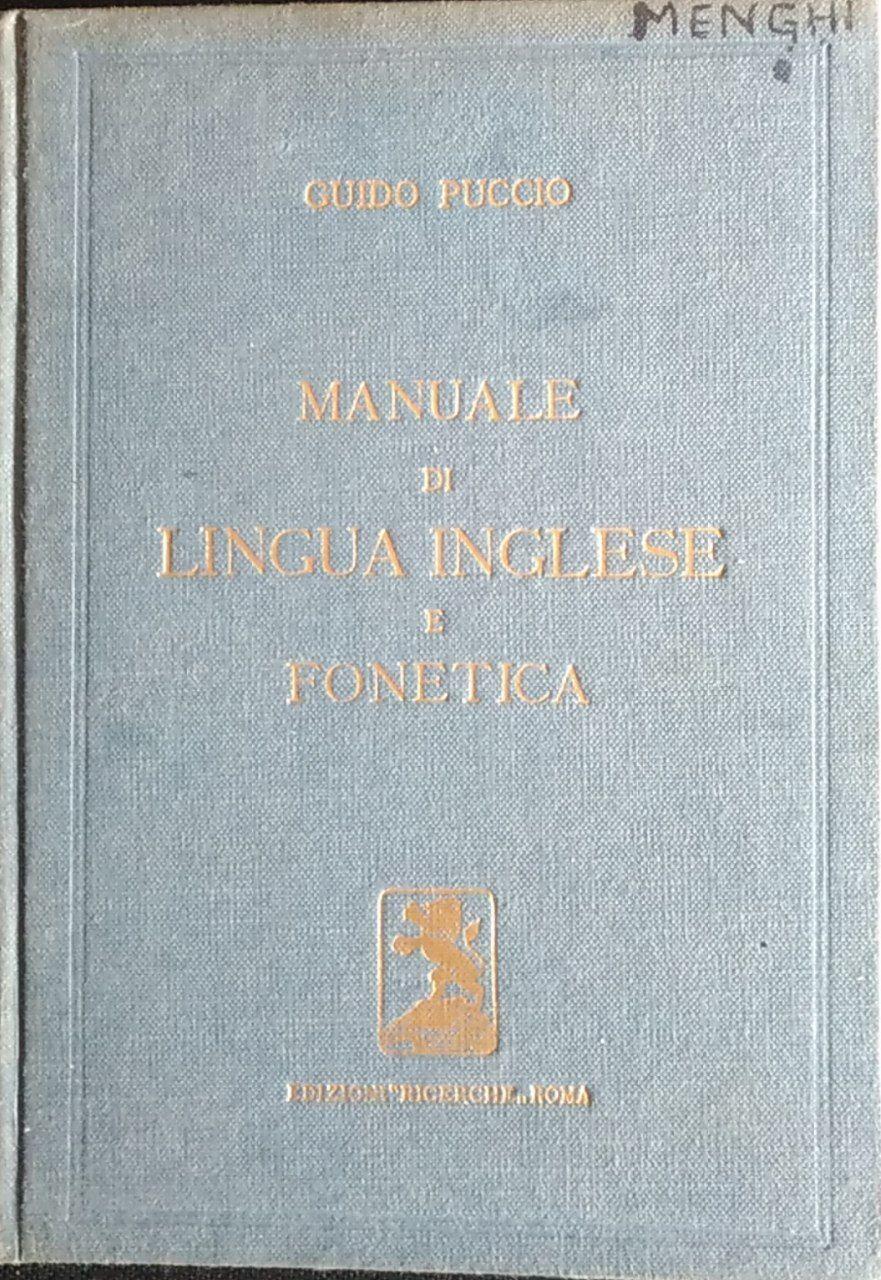 MENGHI
GUIDO PUCCIO
MANUALE
DI
LINGUA INGLESE
E
FONETICA
EDIZIONI "RICERCHE„ ROMA